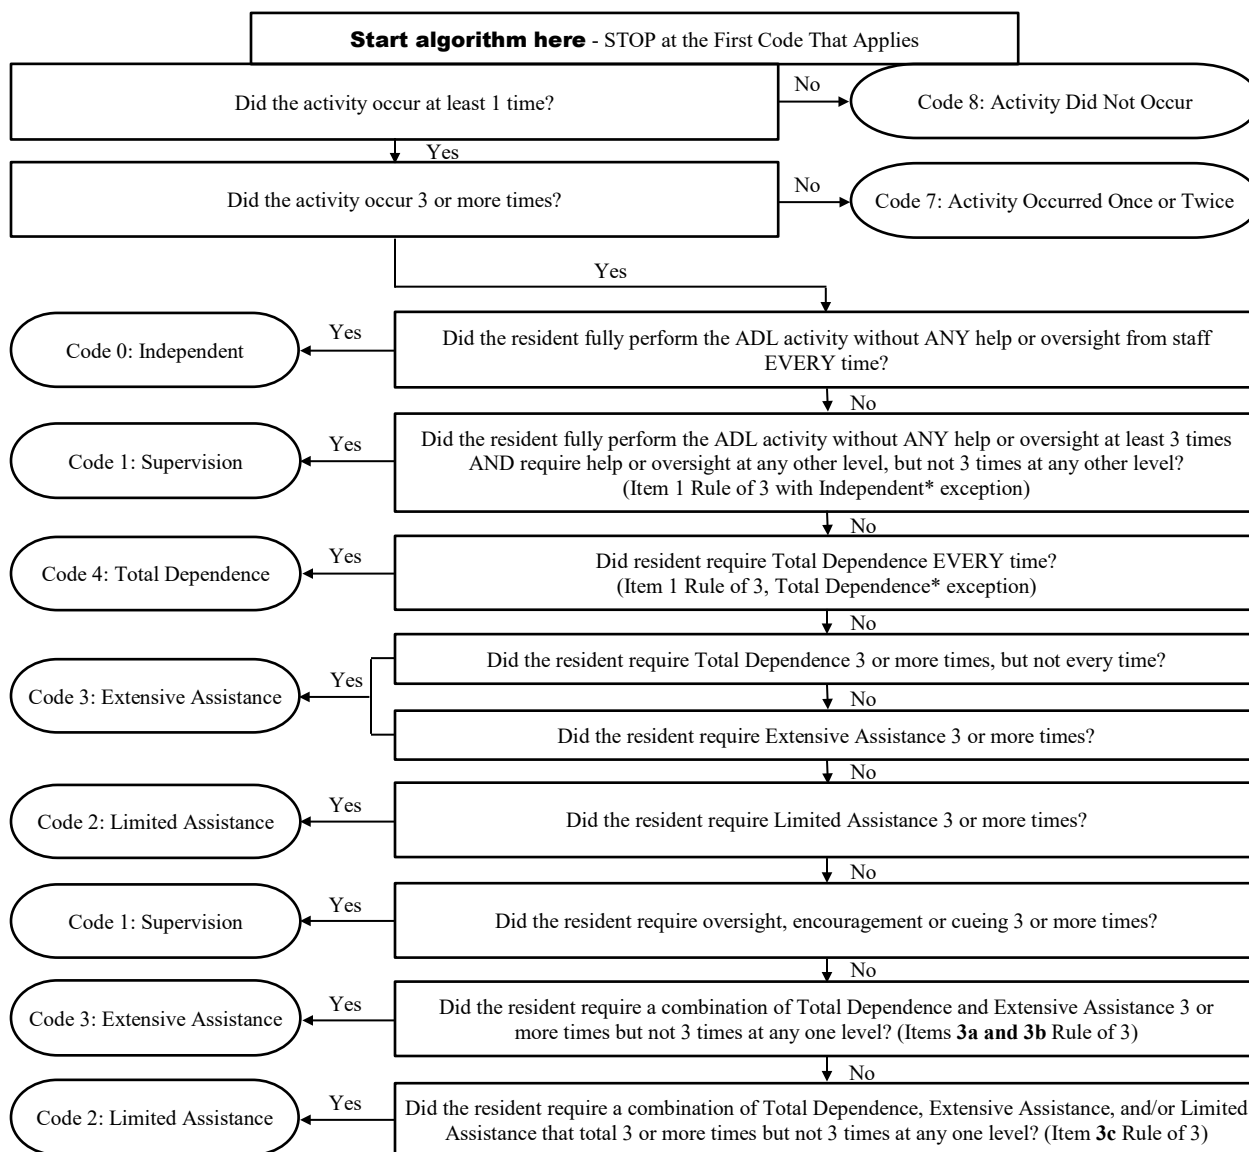 Start algorithm here - STOP at the First Code That Applies
Did the activity occur at least 1 time?
No
Code 8: Activity Did Not Occur
Yes
Did the activity occur 3 or more times?
No
Code 7: Activity Occurred Once or Twice
Yes
Code 0: Independent
Yes
Did the resident fully perform the ADL activity without ANY help or oversight from staff
EVERY time?
No
Code 1: Supervision
Yes
Did the resident fully perform the ADL activity without ANY help or oversight at least 3 times
AND require help or oversight at any other level, but not 3 times at any other level?
(Item 1 Rule of 3 with Independent* exception)
No
Code 4: Total Dependence
Yes
Did resident require Total Dependence EVERY time?
(Item 1 Rule of 3, Total Dependence* exception)
No
Code 3: Extensive Assistance
Yes
Did the resident require Total Dependence 3 or more times, but not every time?
No
Did the resident require Extensive Assistance 3 or more times?
No
Code 2: Limited Assistance
Yes
Did the resident require Limited Assistance 3 or more times?
No
Code 1: Supervision
Yes
Did the resident require oversight, encouragement or cueing 3 or more times?
No
Code 3: Extensive Assistance
Yes
Did the resident require a combination of Total Dependence and Extensive Assistance 3 or
more times but not 3 times at any one level? (Items 3a and 3b Rule of 3)
No
Code 2: Limited Assistance
Yes
Did the resident require a combination of Total Dependence, Extensive Assistance, and/or Limited
Assistance that total 3 or more times but not 3 times at any one level? (Item 3c Rule of 3)